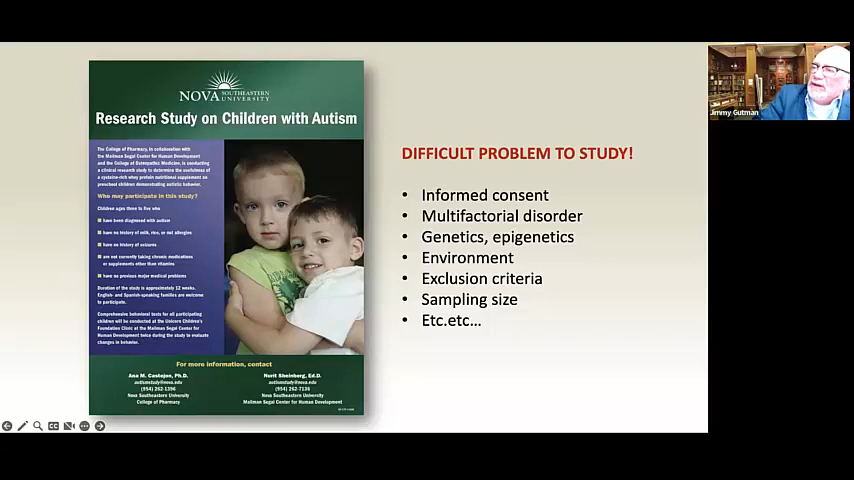 NOVA SOUTHEASTERN
UNIVERSITY
Research Study on Children with Autism
The College of Pharmacy, in collaboration with
the Mailman Segal Center for Human Development
and the College of Osteopathic Medicine, is conducting
a clinical research study to determine the usefulness of
a cysteine-rich whey protein nutritional supplement on
preschool children demonstrating autistic behavior.
Who may participate in this study?
Children ages three to five who
have been diagnosed with autism
have no history of milk, rice, or nut allergies
have no history of seizures
are not currently taking chronic medications
or supplements other than vitamins
have no previous major medical problems
Duration of the study is approximately 12 weeks.
English- and Spanish-speaking families are welcome
to participate.
Comprehensive behavioral tests for all participating
children will be conducted at the Unicorn Children's
Foundation Clinic at the Mailman Segal Center for
Human Development twice during the study to evaluate
changes in behavior.
For more information, contact
Ana M. Castejon, Ph.D.
autismstudy@nova.edu
(954) 262-1396
Nova Southeastern University
College of Pharmacy
Nurit Sheinberg, Ed.D.
autismstudy@nova.edu
(954) 262-7136
Nova Southeastern University
Mailman Segal Center for Human Development
DIFFICULT PROBLEM TO STUDY!
• Informed consent
• Multifactorial disorder
• Genetics, epigenetics
• Environment
• Exclusion criteria
• Sampling size
• Etc.etc...
Jimmy Gutman